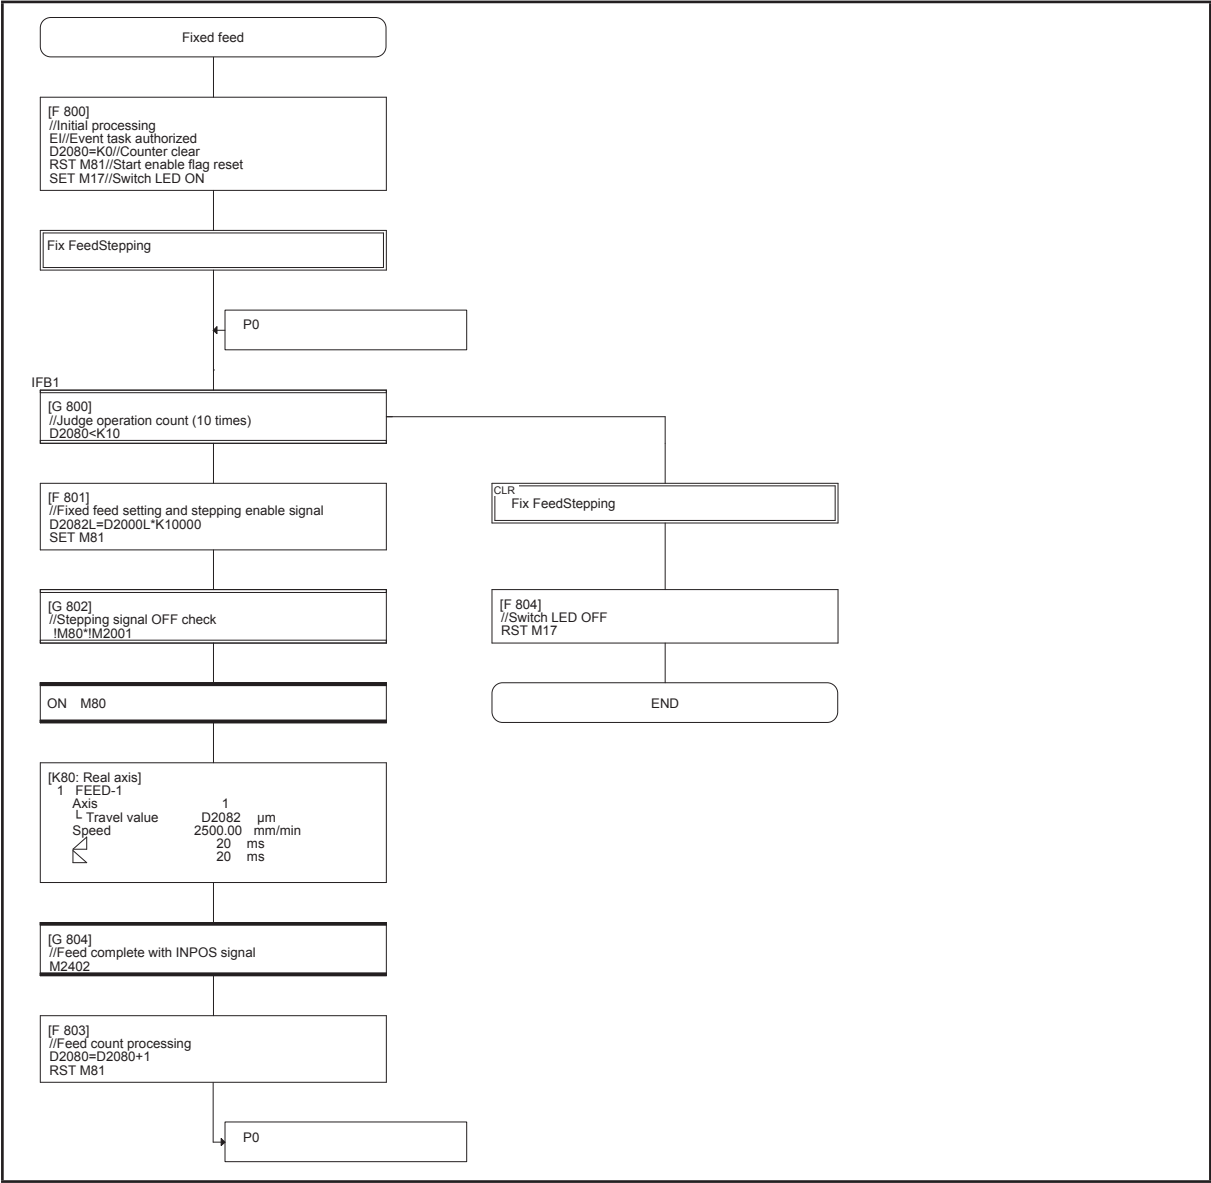 Fixed feed
[F 800]
//Initial processing
EI//Event task authorized
D2080=K0//Counter clear
RST M81//Start enable flag reset
SET M17//Switch LED ON
Fix FeedStepping
P0
IFB1
[G 800]
//Judge operation count (10 times)
D2080<K10
[F 801]
//Fixed feed setting and stepping enable signal
D2082L=D2000L*K10000
SET M81
[G 802]
//Stepping signal OFF check
!M80*!M2001
ON M80
[K80: Real axis]
1 FEED-1
Axis 1
└ Travel value D2082 µm
Speed 2500.00 mm/min
20 ms
20 ms
[G 804]
//Feed complete with INPOS signal
M2402
[F 803]
//Feed count processing
D2080=D2080+1
RST M81
P0
CLR
Fix FeedStepping
[F 804]
//Switch LED OFF
RST M17
END